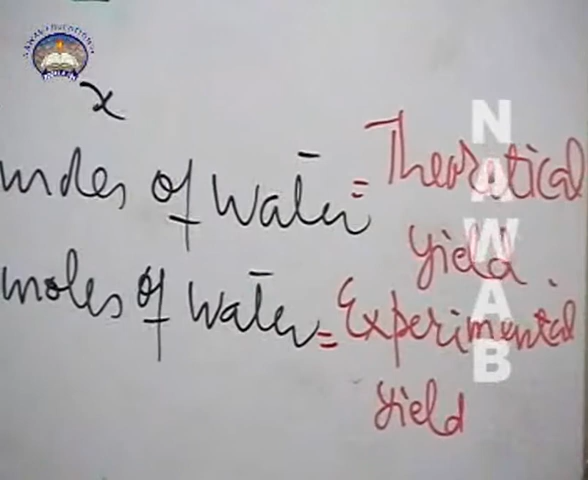 x
moles of water = Theoretical
yield
moles of water = Experimental
yield
NAWAB